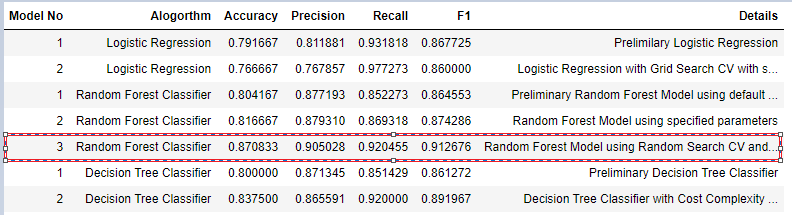 Model No Alogorthm Accuracy Precision Recall F1 Details
1 Logistic Regression 0.791667 0.811881 0.931818 0.867725 Prelimilary Logistic Regression
2 Logistic Regression 0.766667 0.767857 0.977273 0.860000 Logistic Regression with Grid Search CV with s...
1 Random Forest Classifier 0.804167 0.877193 0.852273 0.864553 Preliminary Random Forest Model using default ...
2 Random Forest Classifier 0.816667 0.879310 0.869318 0.874286 Random Forest Model using specified parameters
3 Random Forest Classifier 0.870833 0.905028 0.920455 0.912676 Random Forest Model using Random Search CV and...
1 Decision Tree Classifier 0.800000 0.871345 0.851429 0.861272 Preliminary Decision Tree Classifier
2 Decision Tree Classifier 0.837500 0.865591 0.920000 0.891967 Decision Tree Classifier with Cost Complexity ...